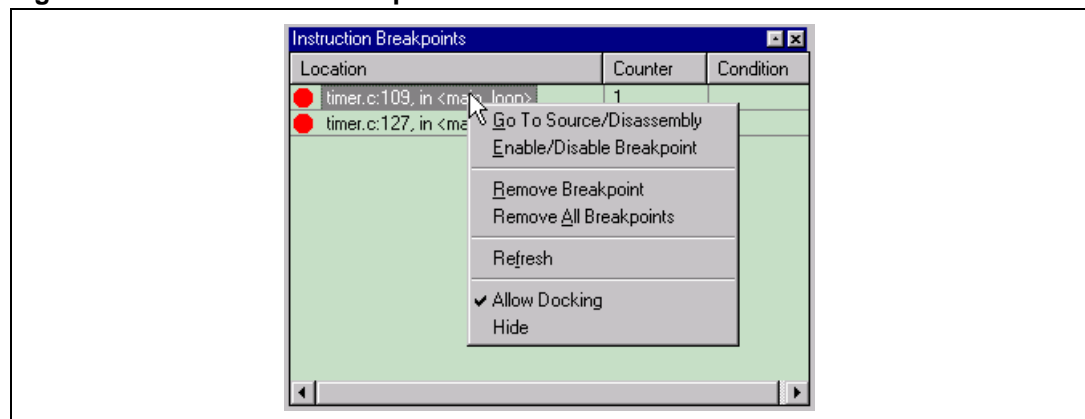 Instruction Breakpoints
Location Counter Condition
timer.c:109, in <main_loop> 1
timer.c:127, in <ma
Go To Source/Disassembly
Enable/Disable Breakpoint
Remove Breakpoint
Remove All Breakpoints
Refresh
Allow Docking
Hide